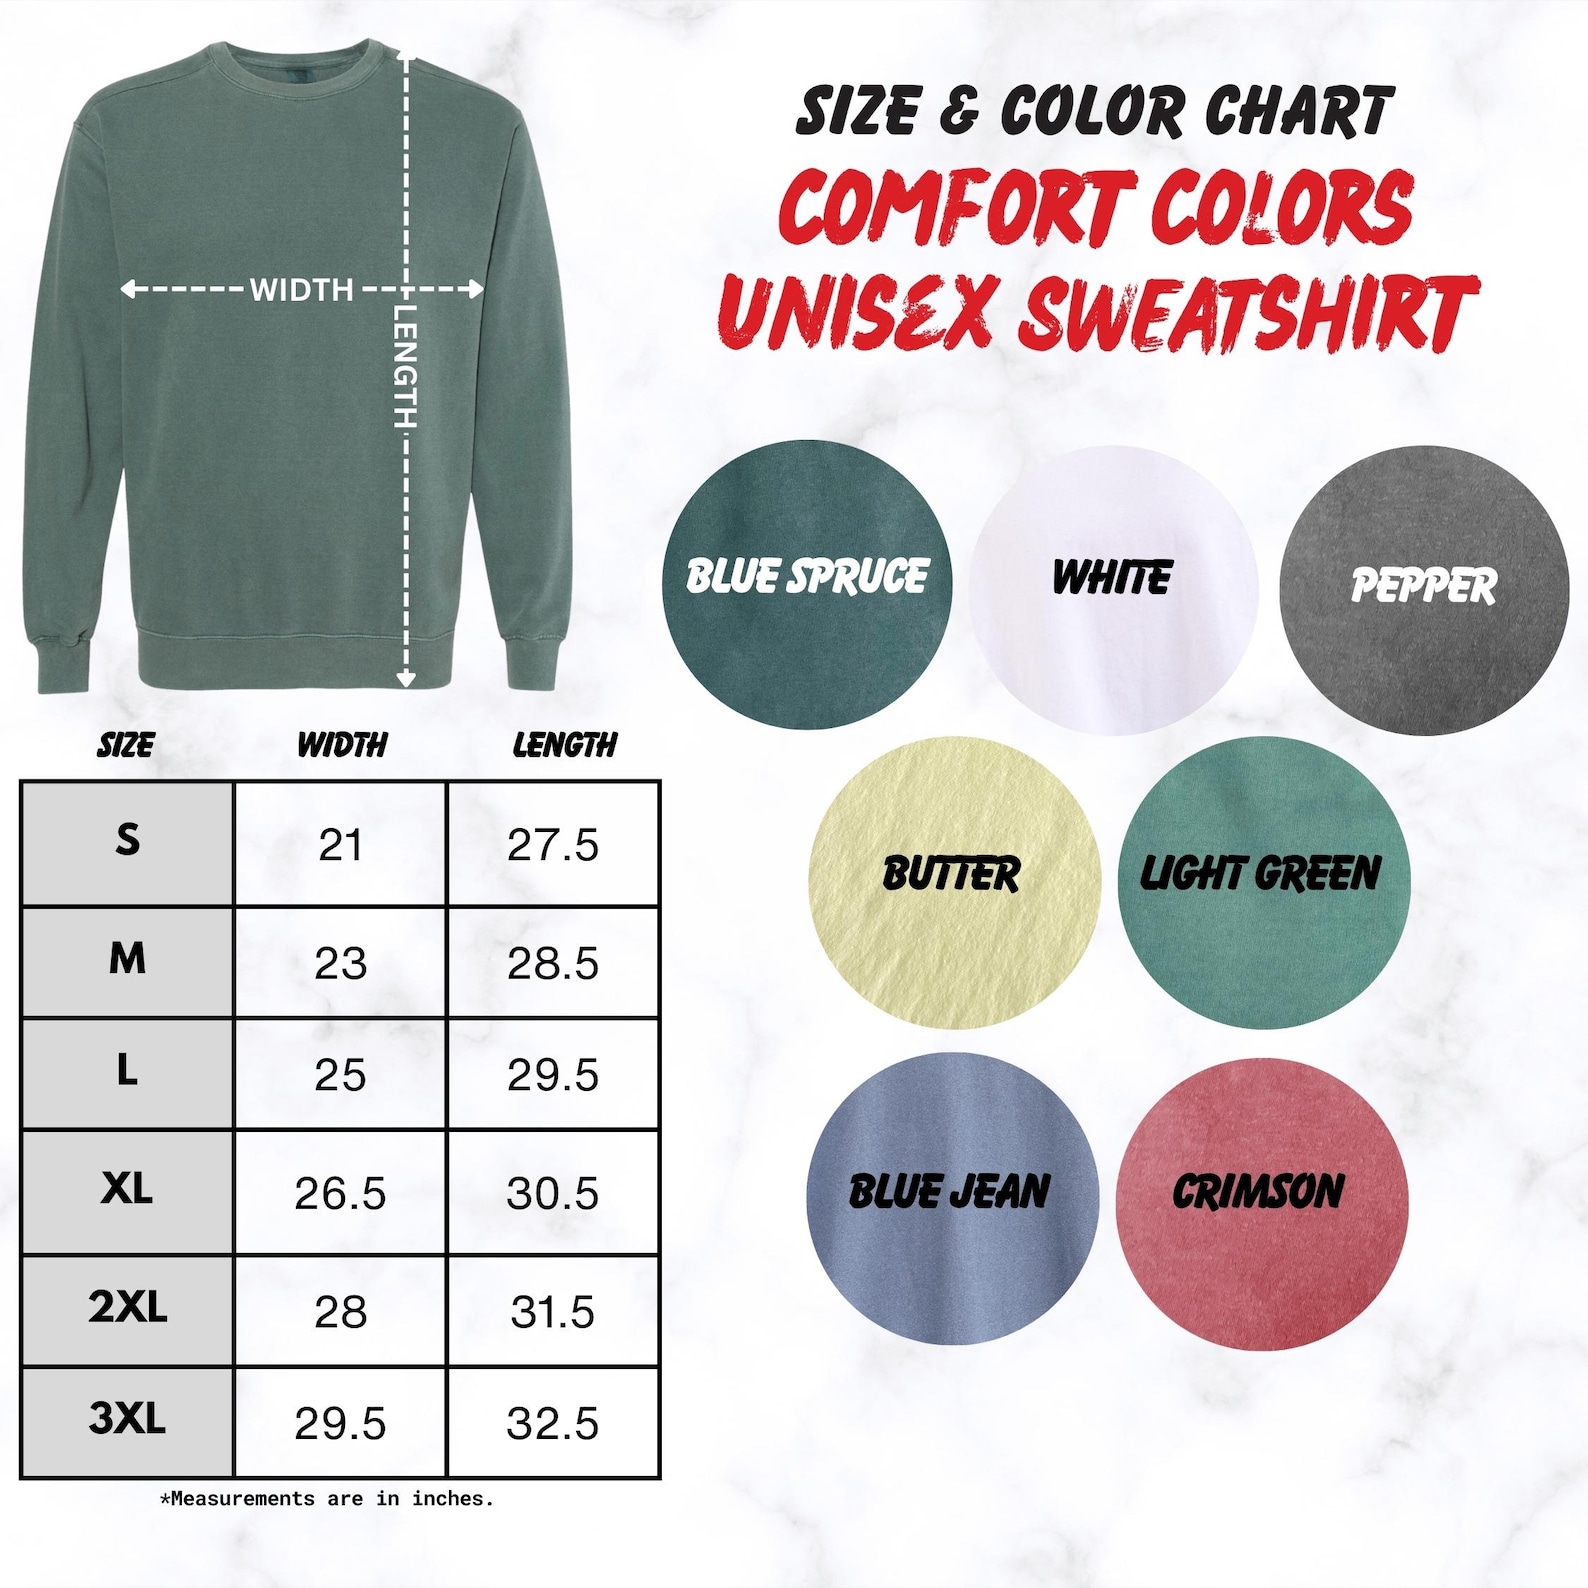 SIZE & COLOR CHART
COMFORT COLORS
UNISEX SWEATSHIRT
WIDTH
LENGTH
BLUE SPRUCE
WHITE
PEPPER
BUTTER
LIGHT GREEN
BLUE JEAN
CRIMSON
SIZE WIDTH LENGTH
S 21 27.5
M 23 28.5
L 25 29.5
XL 26.5 30.5
2XL 28 31.5
3XL 29.5 32.5
*Measurements are in inches.